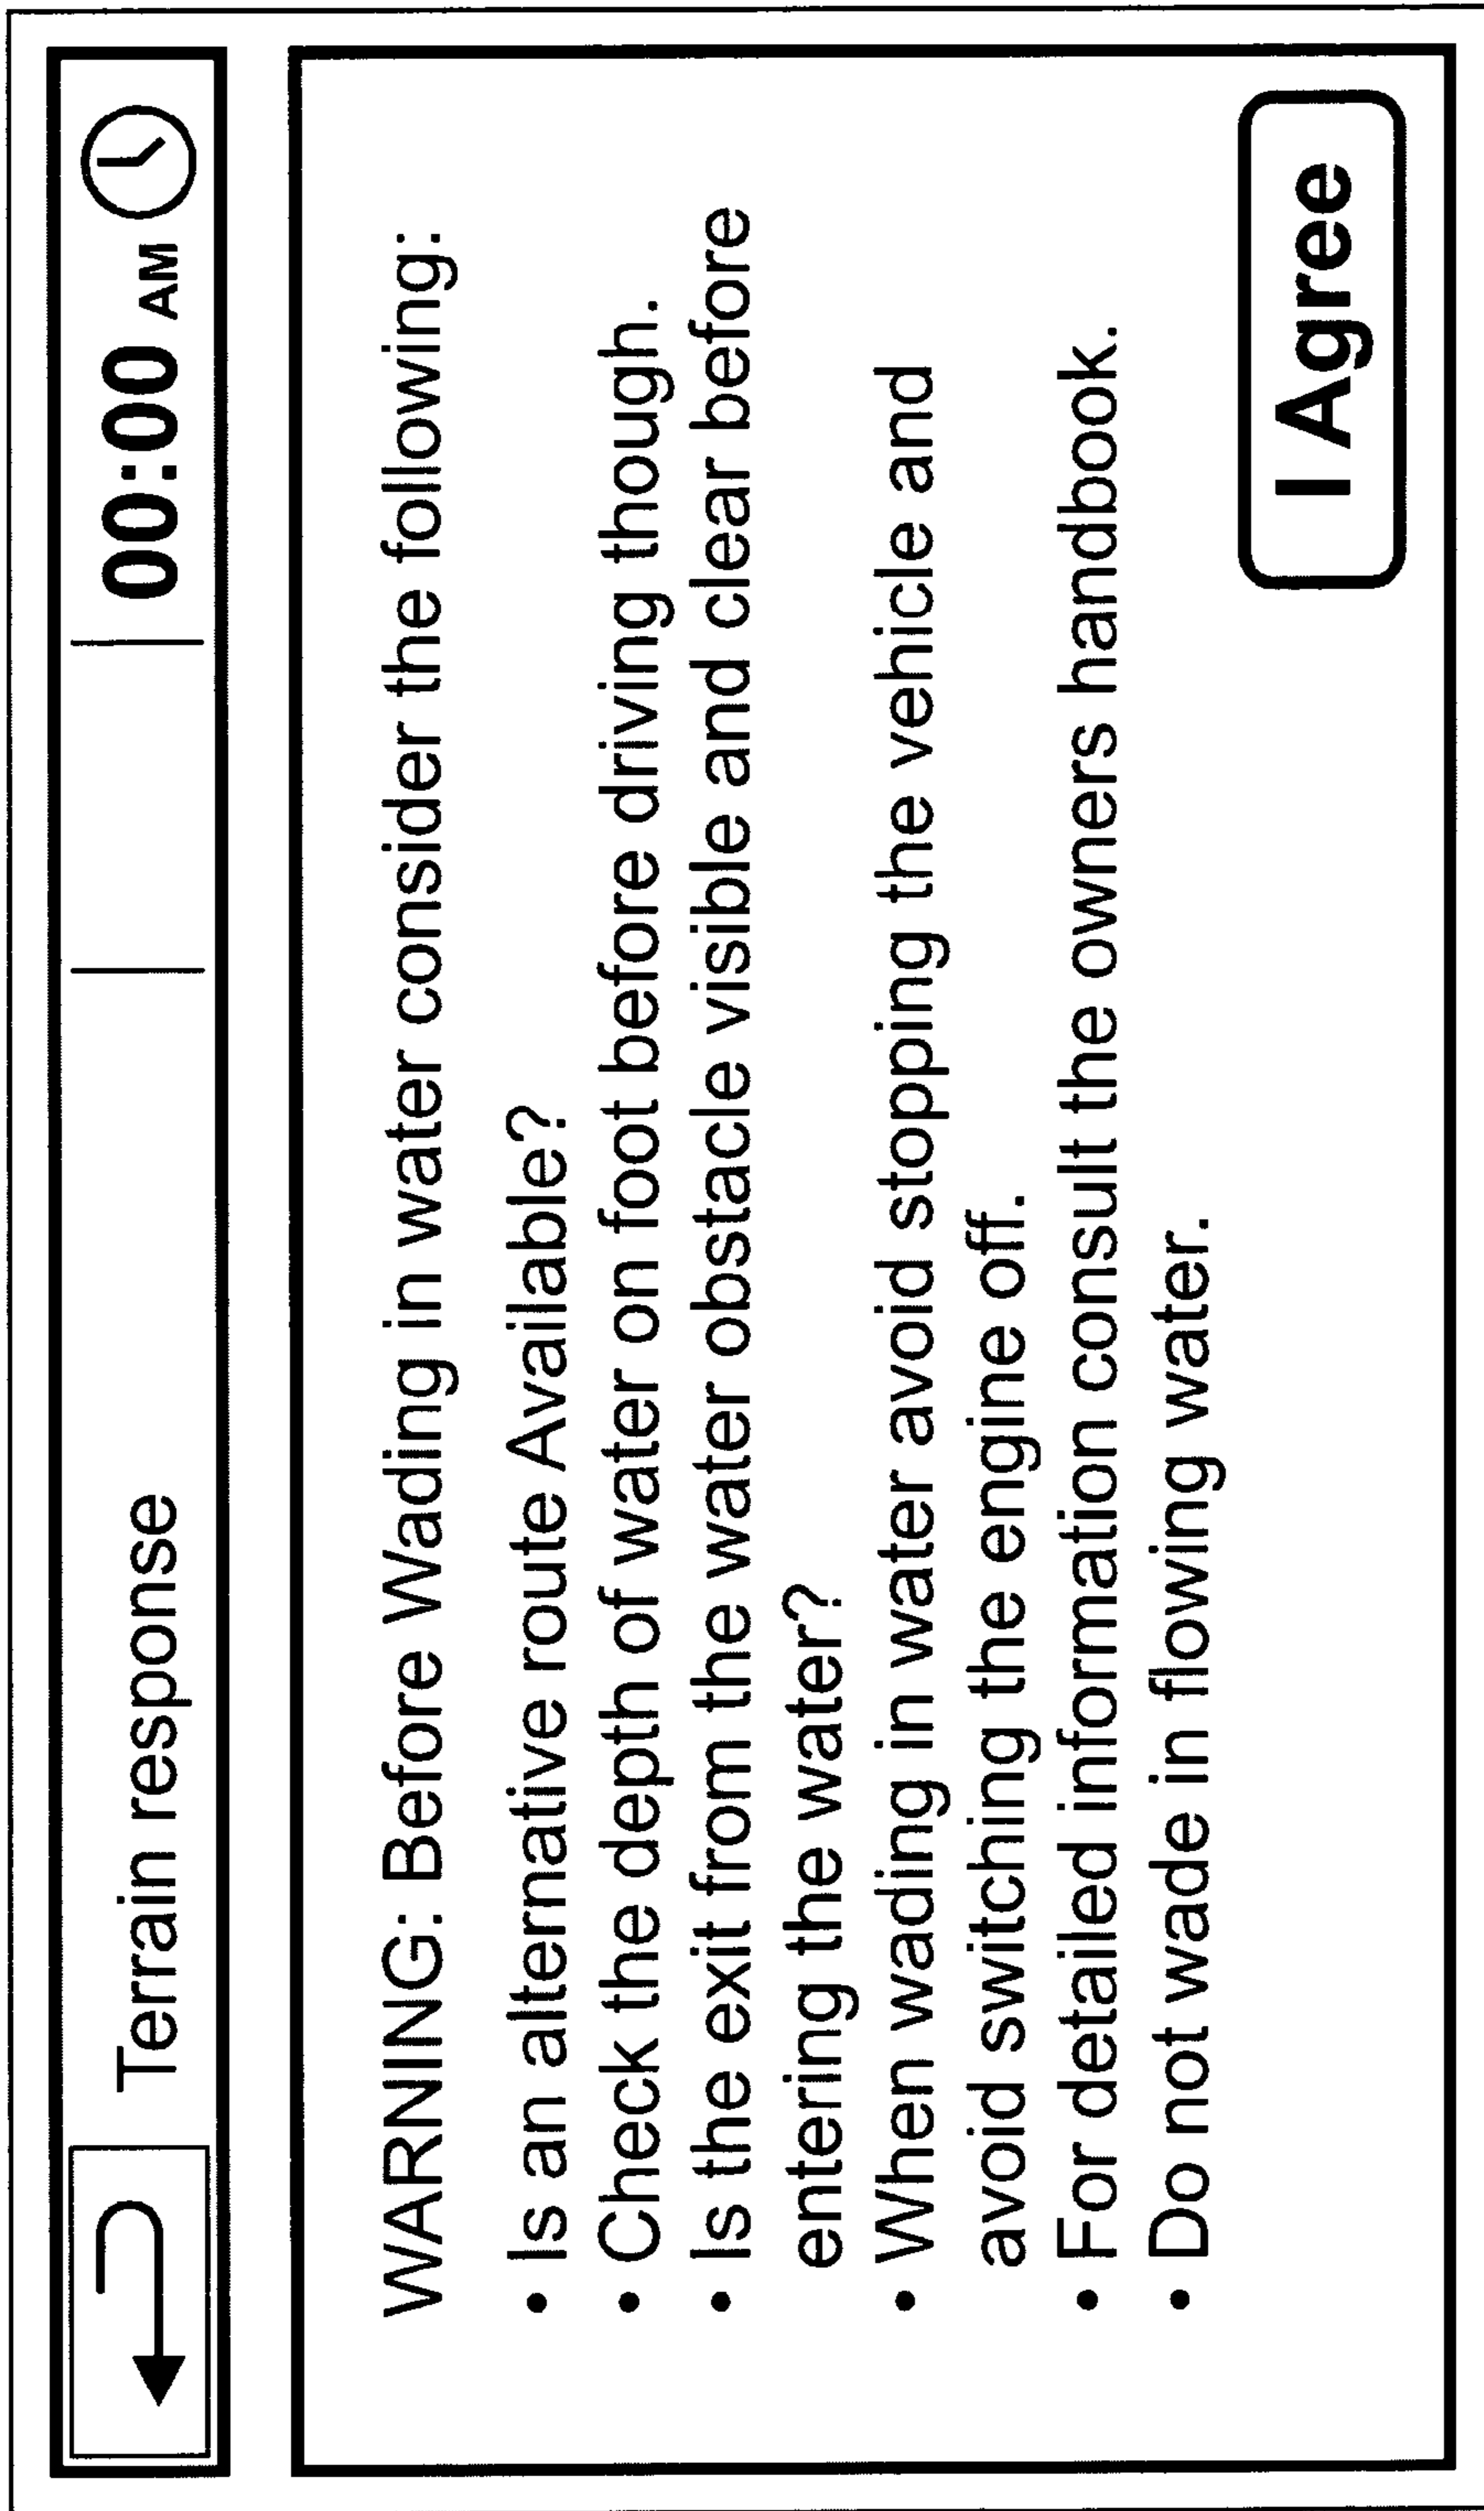 Terrain response
00:00 AM
WARNING: Before Wading in water consider the following:
• Is an alternative route Available?
• Check the depth of water on foot before driving though.
• Is the exit from the water obstacle visible and clear before
entering the water?
• When wading in water avoid stopping the vehicle and
avoid switching the engine off.
• For detailed information consult the owners handbook.
• Do not wade in flowing water.
I Agree